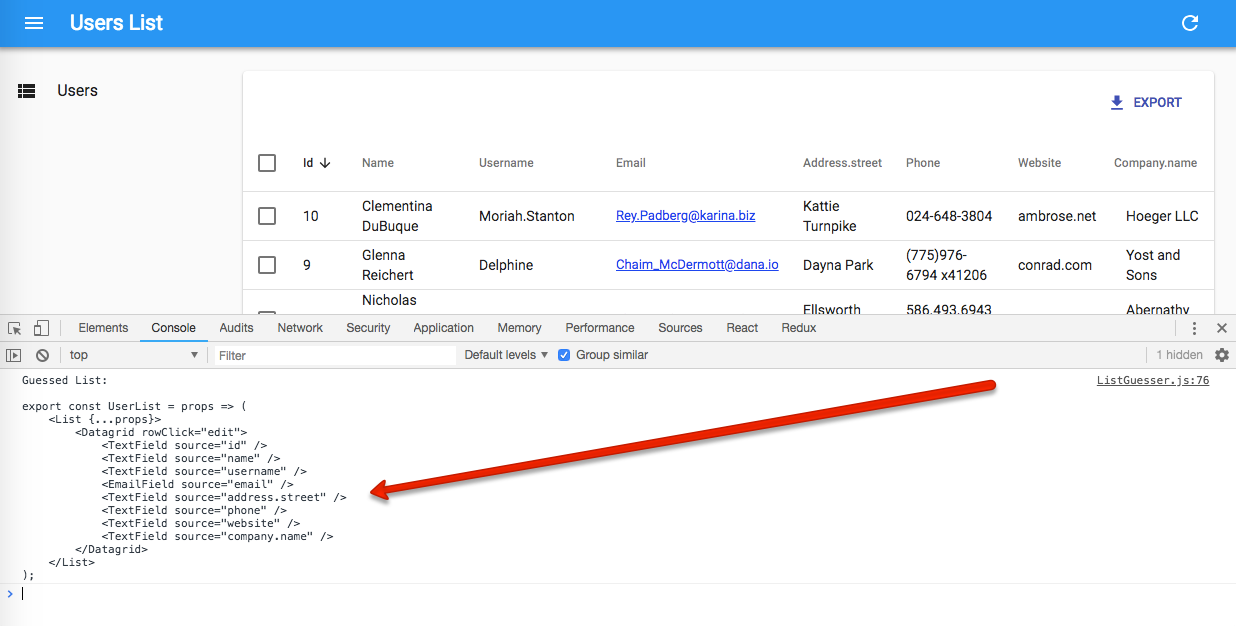 Users List
Users
EXPORT
Id Name Username Email Address.street Phone Website Company.name
10 Clementina DuBuque Moriah.Stanton Rey.Padberg@karina.biz Kattie Turnpike 024-648-3804 ambrose.net Hoeger LLC
9 Glenna Reichert Delphine Chaim_McDermott@dana.io Dayna Park (775)976-6794 x41206 conrad.com Yost and Sons
Nicholas Ellsworth 586.493.6943 Abernathy
Elements Console Audits Network Security Application Memory Performance Sources React Redux
top Filter Default levels Group similar 1 hidden
Guessed List: ListGuesser.js:76
export const UserList = props => (
    <List {...props}>
        <Datagrid rowClick="edit">
            <TextField source="id" />
            <TextField source="name" />
            <TextField source="username" />
            <EmailField source="email" />
            <TextField source="address.street" />
            <TextField source="phone" />
            <TextField source="website" />
            <TextField source="company.name" />
        </Datagrid>
    </List>
);